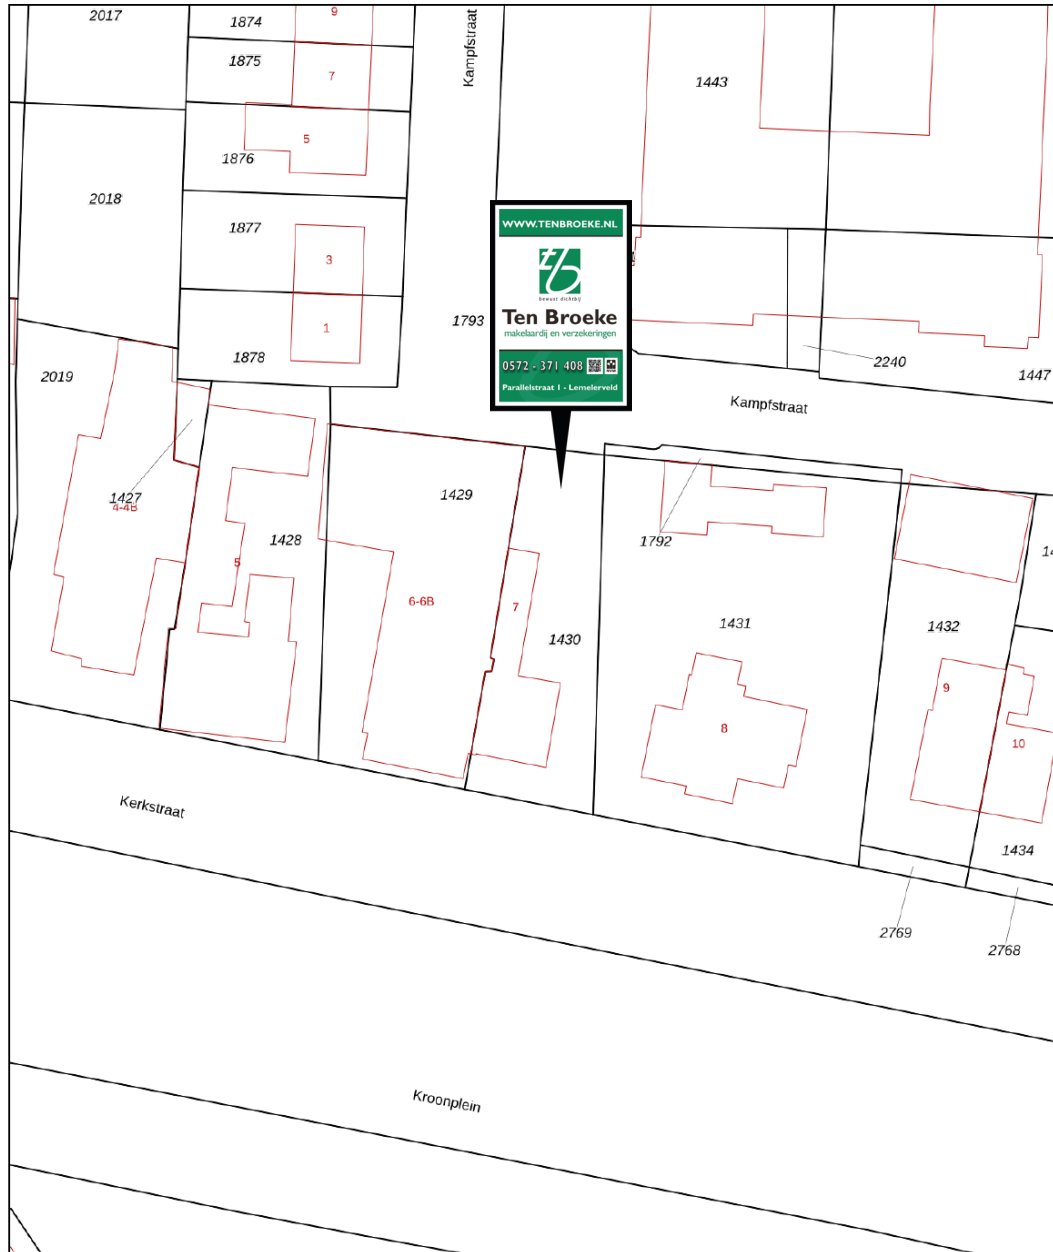 2017
1874
9
Kampfstraat
1875
7
1443
5
1876
2018
1877
3
1
1793
1878
WWW.TENBROEKE.NL
tb
bewust dichtbij
Ten Broeke
makelaardij en verzekeringen
0572 - 371 408
Parallelstraat 1 - Lemelerveld
2240
1447
2019
Kampfstraat
1427
4-4B
1429
1428
5
1792
6-6B
7
1430
1431
1432
8
9
10
Kerkstraat
1434
2769
2768
Kroonplein